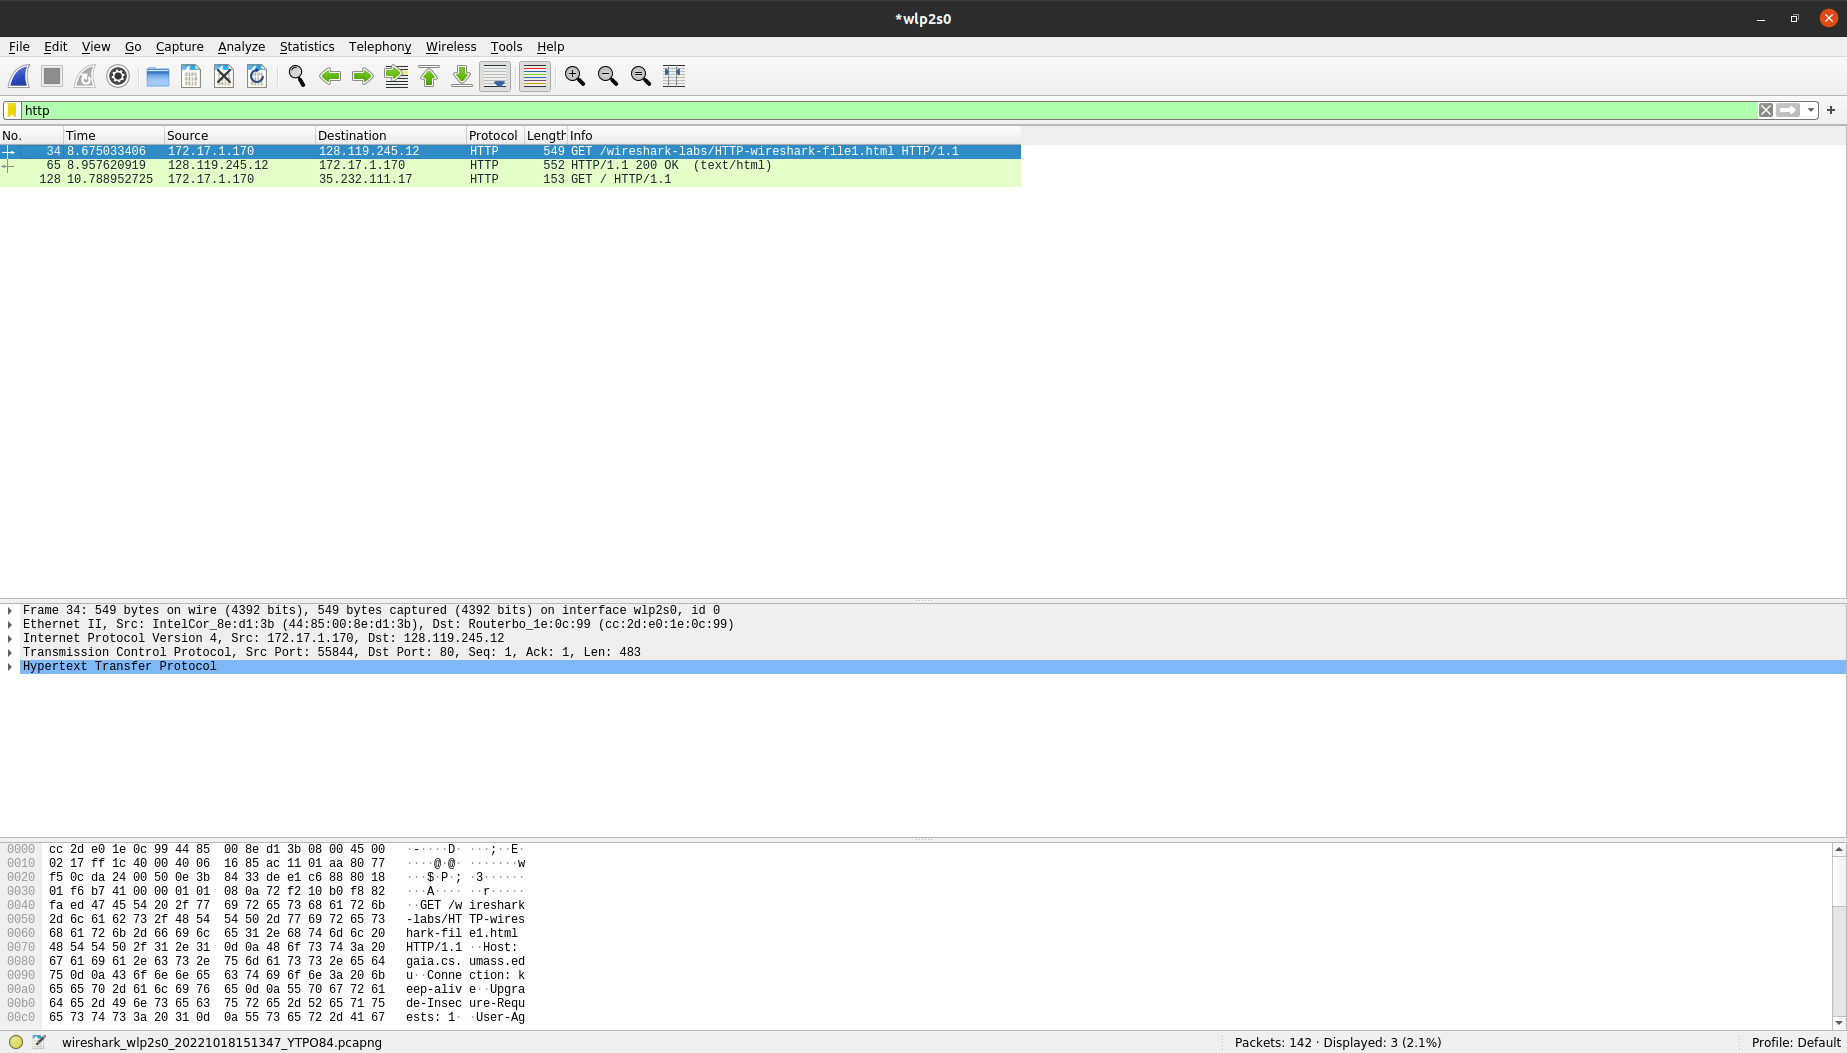 *wlp2s0
File Edit View Go Capture Analyze Statistics Telephony Wireless Tools Help
http
No. Time Source Destination Protocol Length Info
34 8.675033406 172.17.1.170 128.119.245.12 HTTP 549 GET /wireshark-labs/HTTP-wireshark-file1.html HTTP/1.1
65 8.957620919 128.119.245.12 172.17.1.170 HTTP 552 HTTP/1.1 200 OK  (text/html)
128 10.788952725 172.17.1.170 35.232.111.17 HTTP 153 GET / HTTP/1.1
Frame 34: 549 bytes on wire (4392 bits), 549 bytes captured (4392 bits) on interface wlp2s0, id 0
Ethernet II, Src: IntelCor_8e:d1:3b (44:85:00:8e:d1:3b), Dst: Routerbo_1e:0c:99 (cc:2d:e0:1e:0c:99)
Internet Protocol Version 4, Src: 172.17.1.170, Dst: 128.119.245.12
Transmission Control Protocol, Src Port: 55844, Dst Port: 80, Seq: 1, Ack: 1, Len: 483
Hypertext Transfer Protocol
0000 cc 2d e0 1e 0c 99 44 85 00 8e d1 3b 08 00 45 00 ·-····D· ···;··E·
0010 02 17 ff 1c 40 00 40 06 16 85 ac 11 01 aa 80 77 ····@·@· ·······w
0020 f5 0c da 24 00 50 0e 3b 84 33 de e1 c6 88 80 18 ···$·P·; ·3······
0030 01 f6 b7 41 00 00 01 01 08 0a 72 f2 10 b0 f8 82 ···A···· ··r·····
0040 fa ed 47 45 54 20 2f 77 69 72 65 73 68 61 72 6b ··GET /w ireshark
0050 2d 6c 61 62 73 2f 48 54 54 50 2d 77 69 72 65 73 -labs/HT TP-wires
0060 68 61 72 6b 2d 66 69 6c 65 31 2e 68 74 6d 6c 20 hark-fil e1.html
0070 48 54 54 50 2f 31 2e 31 0d 0a 48 6f 73 74 3a 20 HTTP/1.1 ··Host:
0080 67 61 69 61 2e 63 73 2e 75 6d 61 73 73 2e 65 64 gaia.cs. umass.ed
0090 75 0d 0a 43 6f 6e 6e 65 63 74 69 6f 6e 3a 20 6b u··Conne ction: k
00a0 65 65 70 2d 61 6c 69 76 65 0d 0a 55 70 67 72 61 eep-aliv e··Upgra
00b0 64 65 2d 49 6e 73 65 63 75 72 65 2d 52 65 71 75 de-Insec ure-Requ
00c0 65 73 74 73 3a 20 31 0d 0a 55 73 65 72 2d 41 67 ests: 1· ·User-Ag
wireshark_wlp2s0_20221018151347_YTPO84.pcapng Packets: 142 · Displayed: 3 (2.1%) Profile: Default